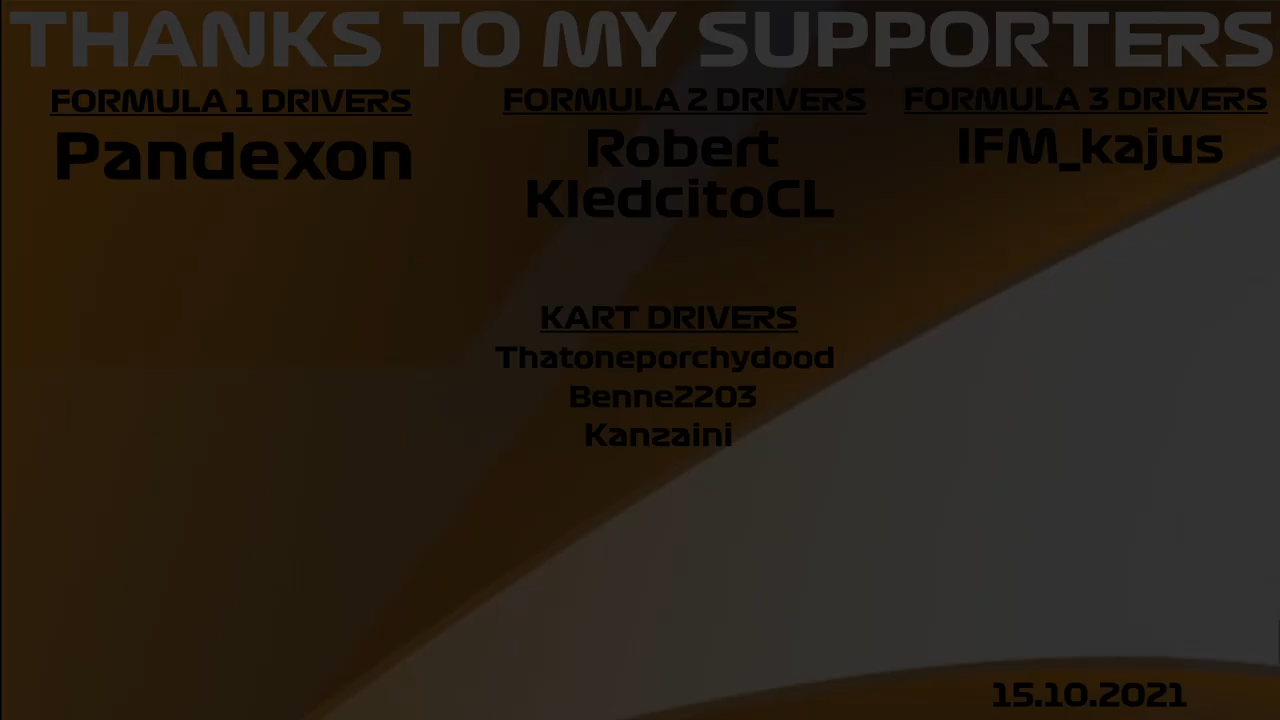 THANKS TO MY SUPPORTERS
FORMULA 1 DRIVERS
Pandexon
FORMULA 2 DRIVERS
Robert
KledcitoCL
FORMULA 3 DRIVERS
IFM_kajus
KART DRIVERS
Thatoneporchydood
Benne2203
Kanzaini
15.10.2021